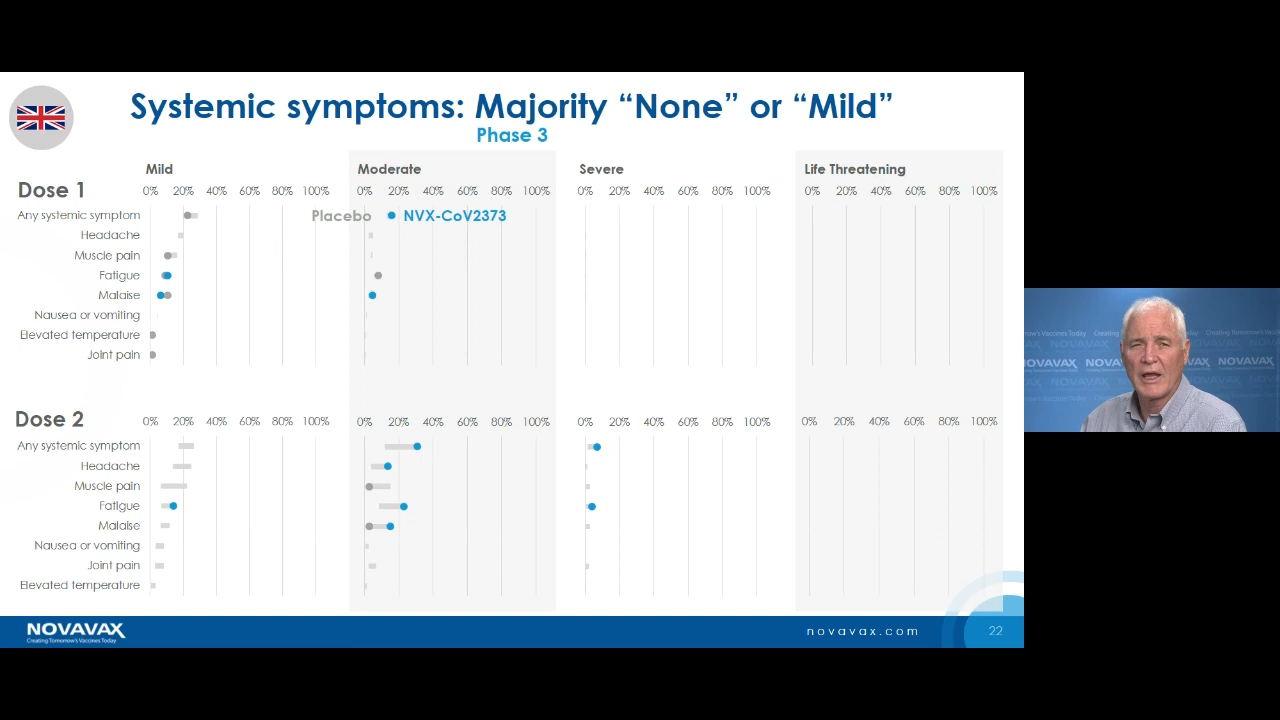 Systemic symptoms: Majority “None” or “Mild”
Phase 3
Mild
Moderate
Severe
Life Threatening
Dose 1
0% 20% 40% 60% 80% 100%
0% 20% 40% 60% 80% 100%
0% 20% 40% 60% 80% 100%
0% 20% 40% 60% 80% 100%
Any systemic symptom
Placebo
NVX-CoV2373
Headache
Muscle pain
Fatigue
Malaise
Nausea or vomiting
Elevated temperature
Joint pain
Dose 2
0% 20% 40% 60% 80% 100%
0% 20% 40% 60% 80% 100%
0% 20% 40% 60% 80% 100%
0% 20% 40% 60% 80% 100%
Any systemic symptom
Headache
Muscle pain
Fatigue
Malaise
Nausea or vomiting
Joint pain
Elevated temperature
NOVAVAX
Creating Tomorrow's Vaccines Today
novavax.com
22
NOVAVAX
NOVAVAX